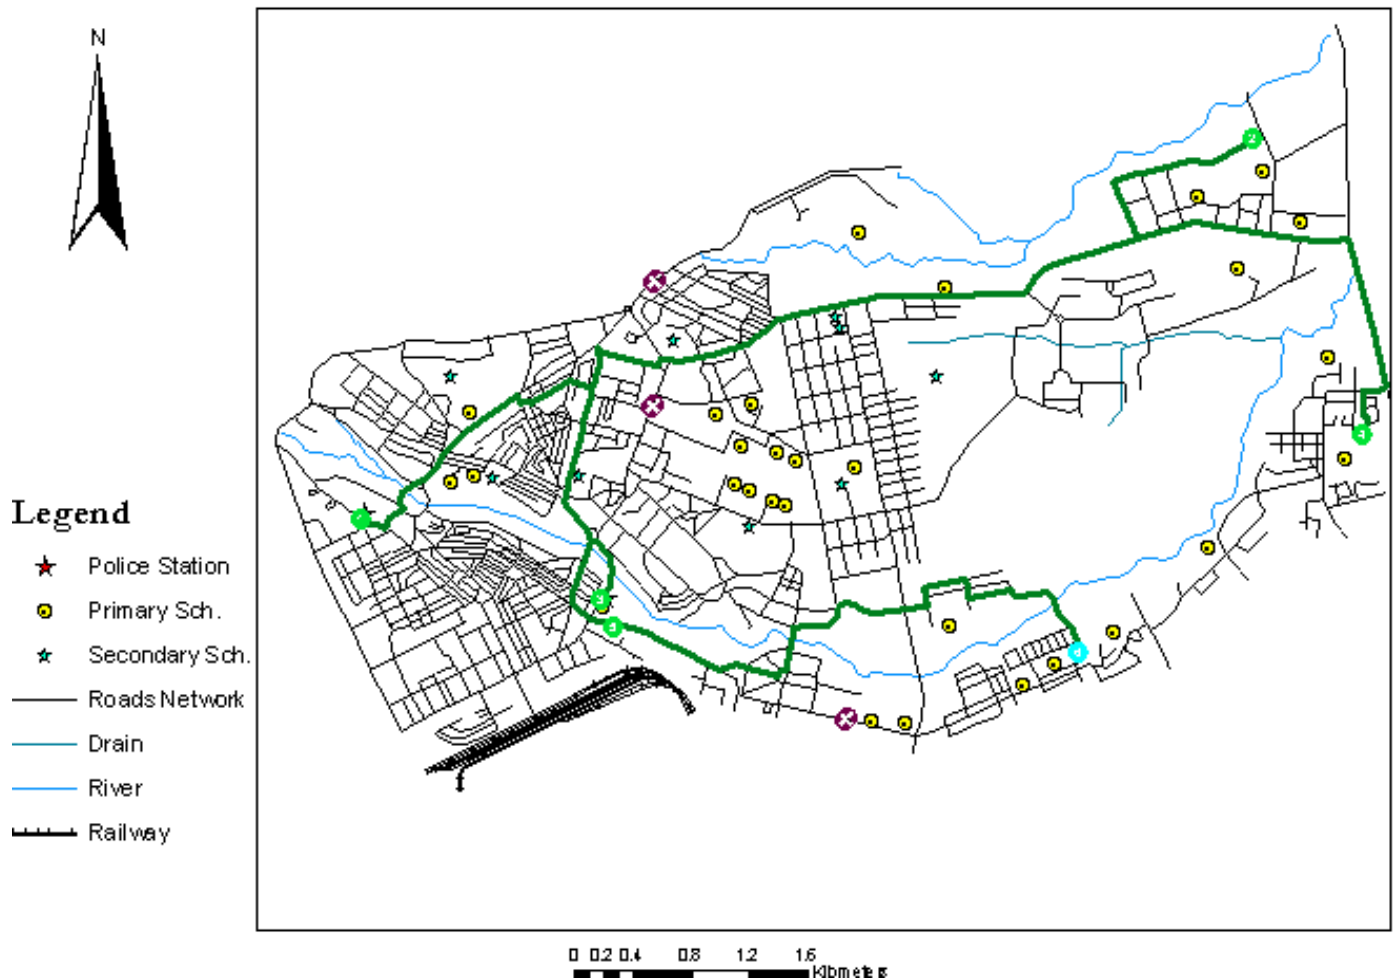 N
Legend
Police Station
Primary Sch.
Secondary Sch.
Roads Network
Drain
River
Railway
0 0.2 0.4 0.8 1.2 1.6
Kilometers